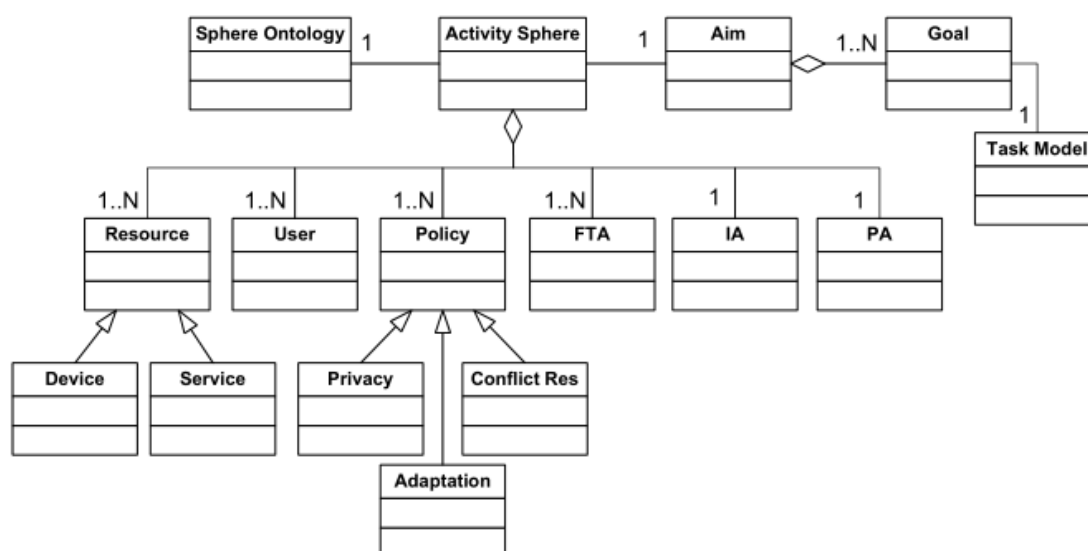 Sphere Ontology
1
Activity Sphere
1
Aim
1..N
Goal
1
Task Model
1..N
1..N
1..N
1..N
1
1
Resource
User
Policy
FTA
IA
PA
Device
Service
Privacy
Conflict Res
Adaptation